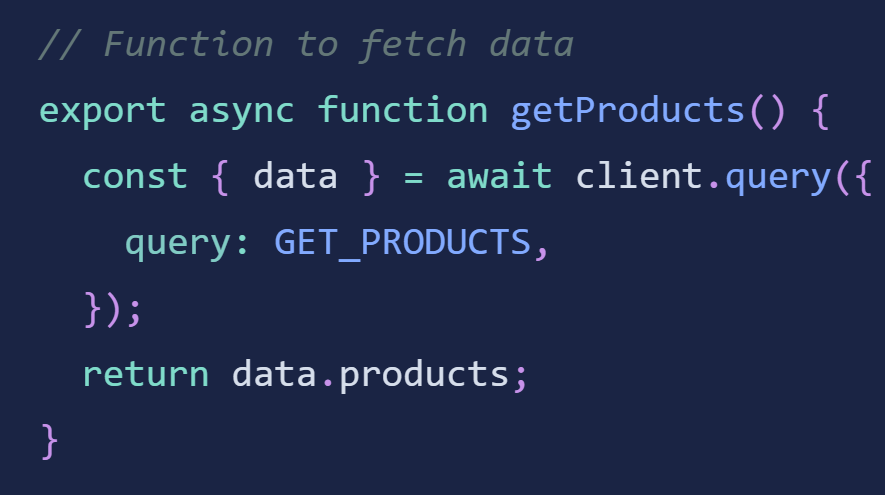 // Function to fetch data
export async function getProducts() {
  const { data } = await client.query({
    query: GET_PRODUCTS,
  });
  return data.products;
}